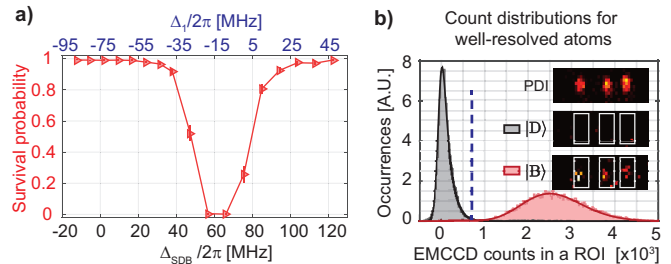 a)
Δ₁/2π [MHz]
-95 -75 -55 -35 -15 5 25 45
Survival probability
1
0.8
0.6
0.4
0.2
0
-20 0 20 40 60 80 100 120
Δ_SDB/2π [MHz]
b)
Count distributions for
well-resolved atoms
Occurrences [A.U.]
8
6
4
2
0
PDI
|D⟩
|B⟩
0 1 2 3 4 5
EMCCD counts in a ROI [x10³]